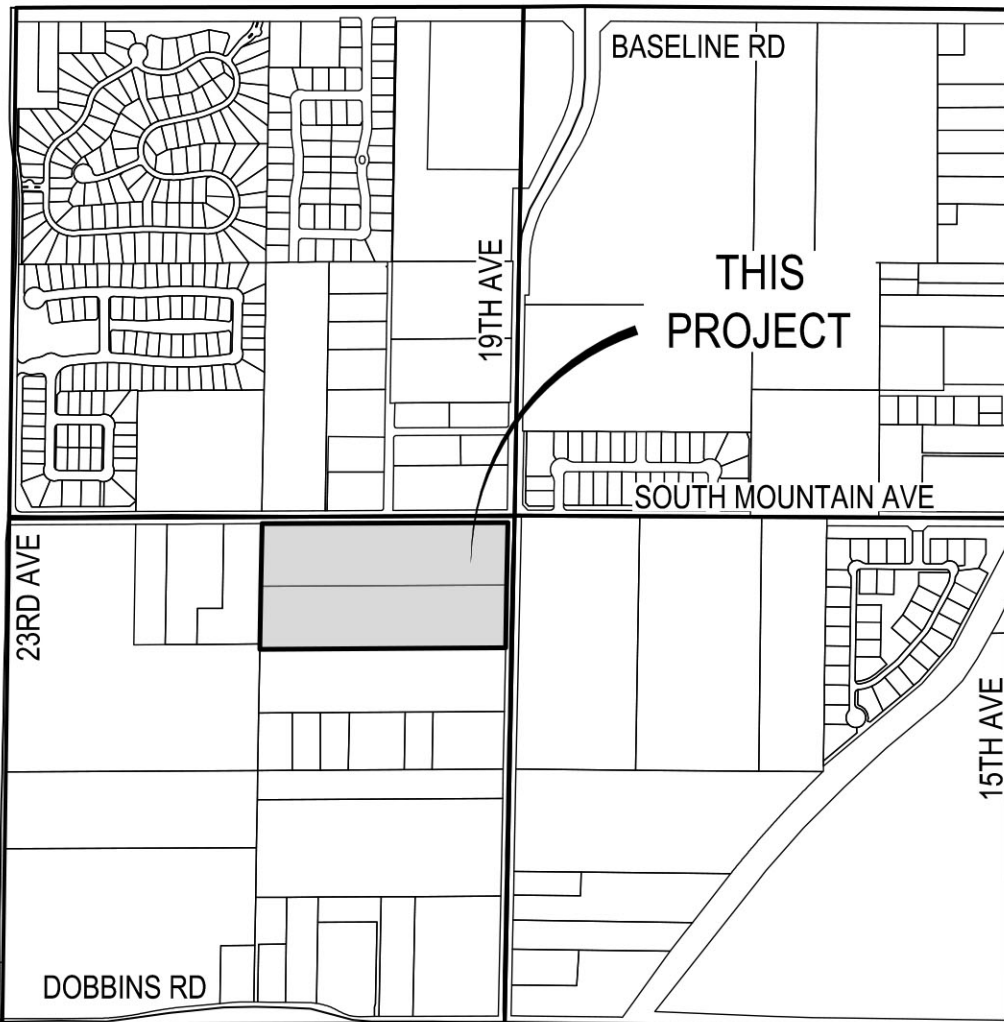 BASELINE RD
THIS
PROJECT
19TH AVE
SOUTH MOUNTAIN AVE
23RD AVE
15TH AVE
DOBBINS RD